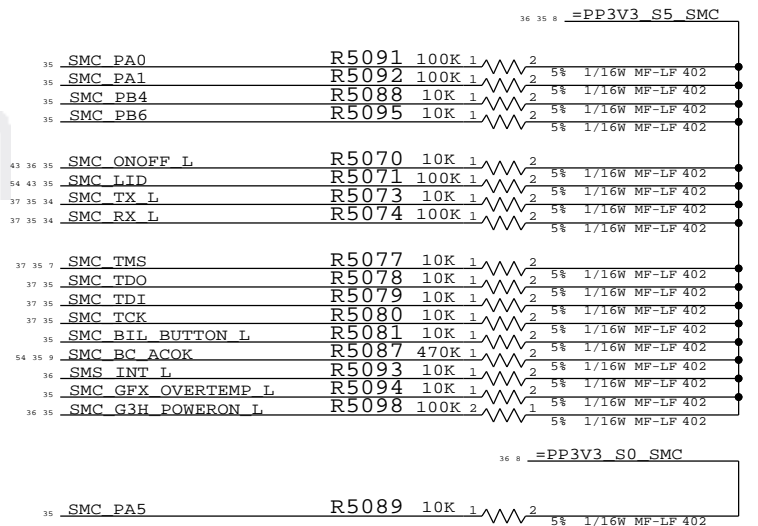 36 35 8 =PP3V3_S5_SMC
35 SMC_PA0 R5091 100K 1 2 5% 1/16W MF-LF 402
35 SMC_PA1 R5092 100K 1 2 5% 1/16W MF-LF 402
35 SMC_PB4 R5088 10K 1 2 5% 1/16W MF-LF 402
35 SMC_PB6 R5095 10K 1 2 5% 1/16W MF-LF 402
43 36 35 SMC_ONOFF_L R5070 10K 1 2 5% 1/16W MF-LF 402
54 43 35 SMC_LID R5071 100K 1 2 5% 1/16W MF-LF 402
37 35 34 SMC_TX_L R5073 10K 1 2 5% 1/16W MF-LF 402
37 35 34 SMC_RX_L R5074 100K 1 2 5% 1/16W MF-LF 402
37 35 7 SMC_TMS R5077 10K 1 2 5% 1/16W MF-LF 402
37 35 SMC_TDO R5078 10K 1 2 5% 1/16W MF-LF 402
37 35 SMC_TDI R5079 10K 1 2 5% 1/16W MF-LF 402
37 35 SMC_TCK R5080 10K 1 2 5% 1/16W MF-LF 402
35 SMC_BIL_BUTTON_L R5081 10K 1 2 5% 1/16W MF-LF 402
54 35 9 SMC_BC_ACOK R5087 470K 1 2 5% 1/16W MF-LF 402
36 SMS_INT_L R5093 10K 1 2 5% 1/16W MF-LF 402
35 SMC_GFX_OVERTEMP_L R5094 10K 1 2 5% 1/16W MF-LF 402
36 35 SMC_G3H_POWERON_L R5098 100K 2 1 5% 1/16W MF-LF 402
36 8 =PP3V3_S0_SMC
35 SMC_PA5 R5089 10K 1 2 5% 1/16W MF-LF 402